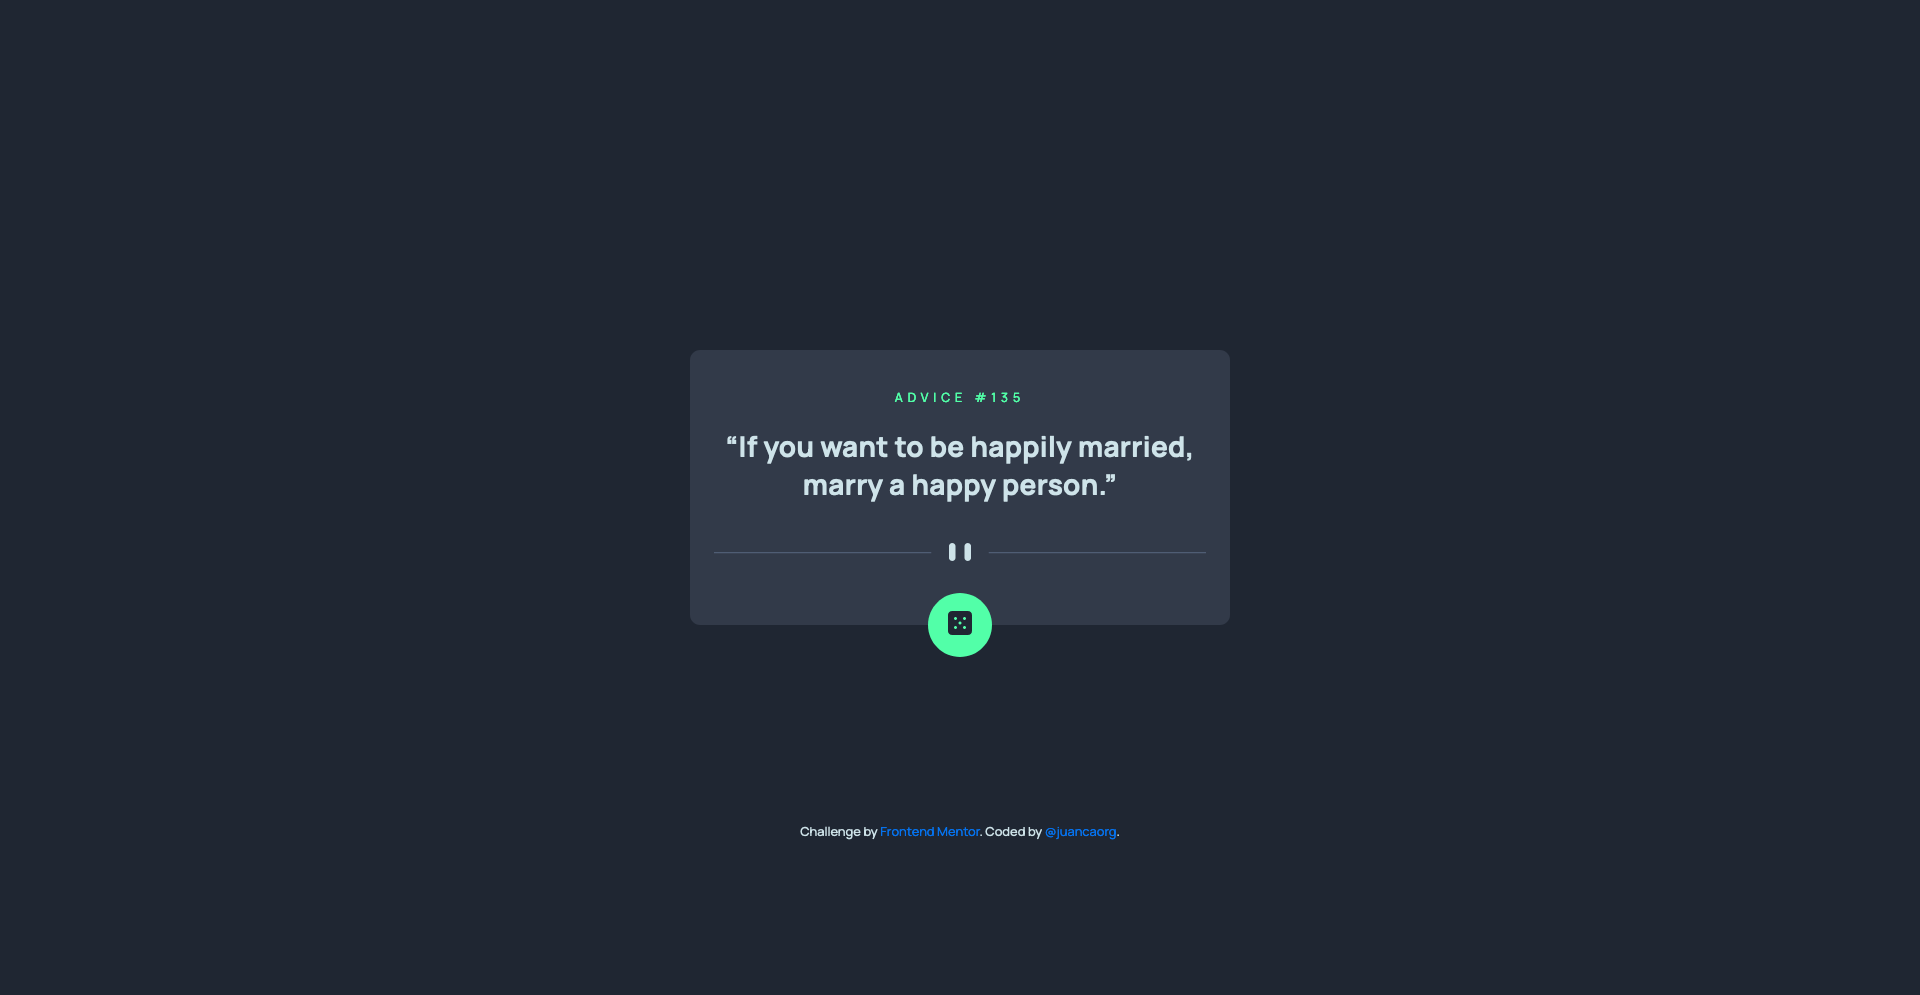 ADVICE #135
“If you want to be happily married,
marry a happy person.”
Challenge by Frontend Mentor. Coded by @juancaorg.